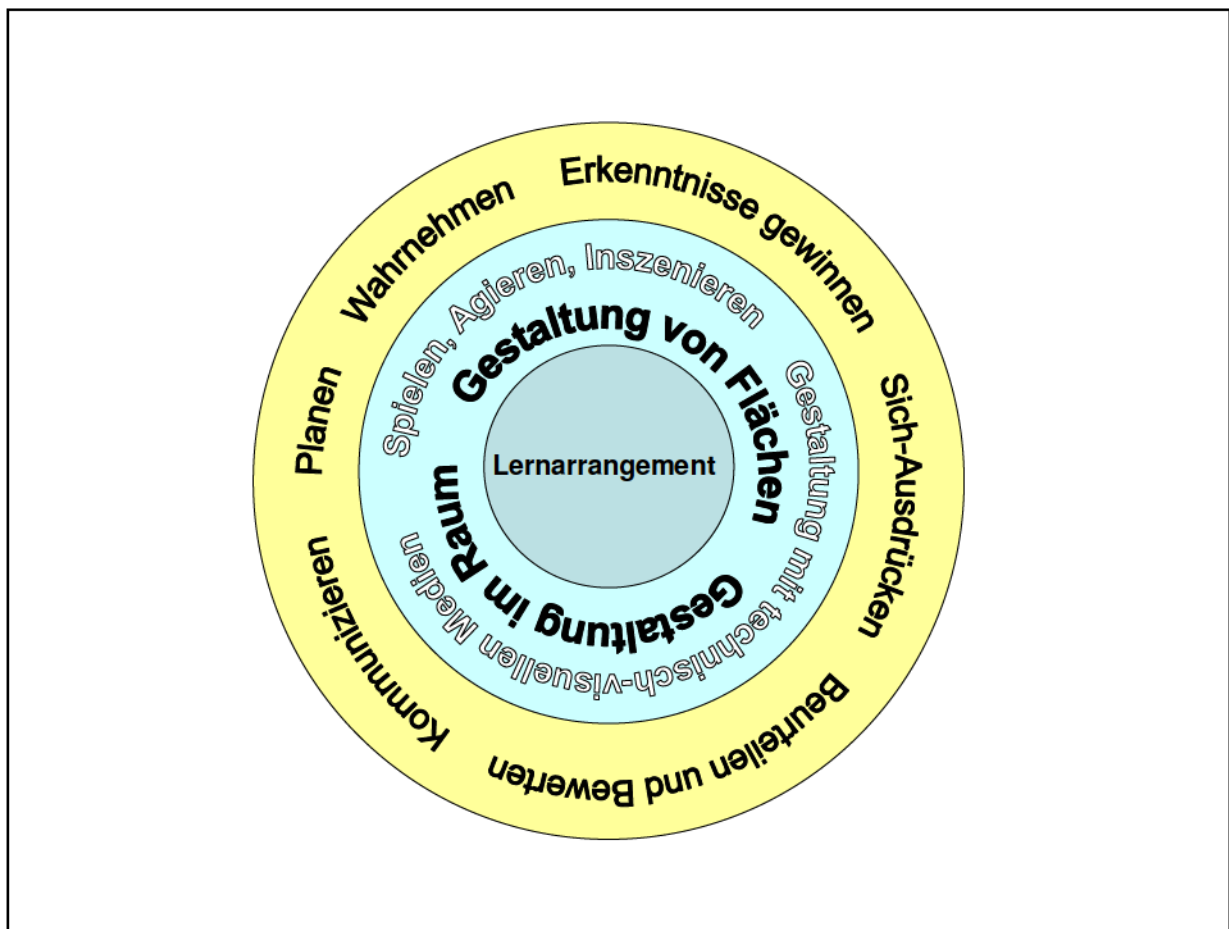 Wahrnehmen
Erkenntnisse gewinnen
Sich-Ausdrücken
Beurteilen und Bewerten
Kommunizieren
Planen
Spielen, Agieren, Inszenieren
Gestaltung mit technisch-visuellen Medien
Gestaltung von Flächen
Gestaltung im Raum
Lernarrangement